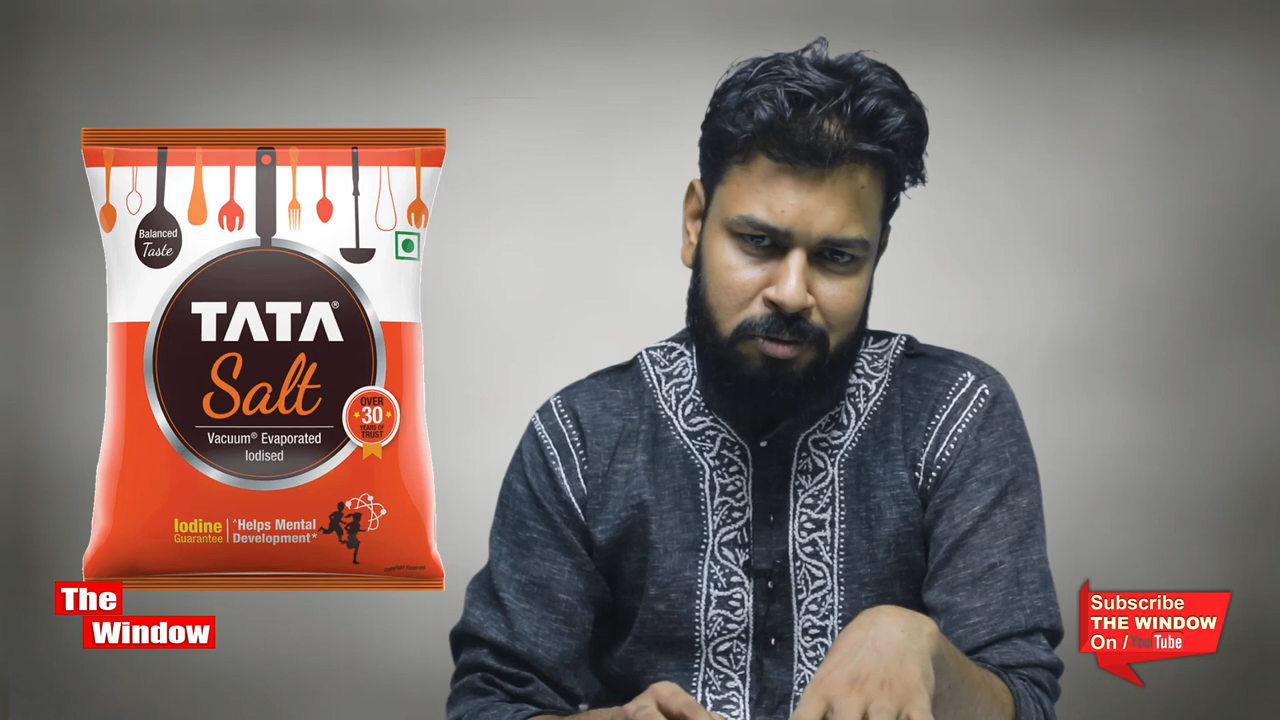 Balanced
Taste
TATA®
Salt
Vacuum® Evaporated
Iodised
OVER
30
YEARS OF
TRUST
Iodine
Guarantee
^Helps Mental
Development*
The
Window
Subscribe
THE WINDOW
On / YouTube